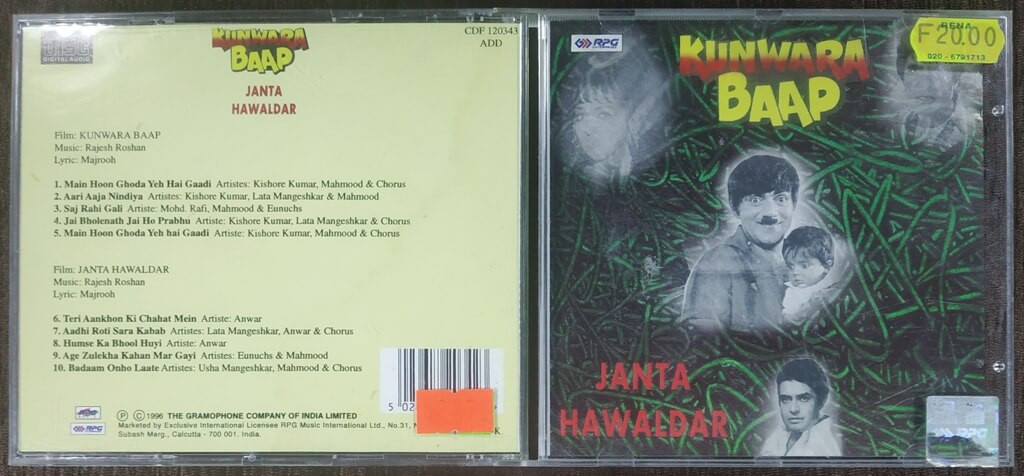 DIGITAL AUDIO
KUNWARA
BAAP
CDF 120343
ADD
JANTA
HAWALDAR
Film: KUNWARA BAAP
Music: Rajesh Roshan
Lyric: Majrooh
1. Main Hoon Ghoda Yeh Hai Gaadi Artistes: Kishore Kumar, Mahmood & Chorus
2. Aari Aaja Nindiya Artistes: Kishore Kumar, Lata Mangeshkar & Mahmood
3. Saj Rahi Gali Artiste: Mohd. Rafi, Mahmood & Eunuchs
4. Jai Bholenath Jai Ho Prabhu Artistes: Kishore Kumar, Lata Mangeshkar & Chorus
5. Main Hoon Ghoda Yeh hai Gaadi Artiste: Kishore Kumar, Mahmood & Chorus
Film: JANTA HAWALDAR
Music: Rajesh Roshan
Lyric: Majrooh
6. Teri Aankhon Ki Chahat Mein Artiste: Anwar
7. Aadhi Roti Sara Kabab Artistes: Lata Mangeshkar, Anwar & Chorus
8. Humse Ka Bhool Huyi Artiste: Anwar
9. Age Zulekha Kahan Mar Gayi Artistes: Eunuchs & Mahmood
10. Badaam Onho Laate Artistes: Usha Mangeshkar, Mahmood & Chorus
5 02
RPG
Ⓟ © 1996 THE GRAMOPHONE COMPANY OF INDIA LIMITED
Marketed by Exclusive International Licensee RPG Music International Ltd., No.31,
Subash Marg., Calcutta - 700 001. India.
RPG
KUNWARA
BAAP
RENA
F20.00
020-6791713
JANTA
HAWALDAR
RPG